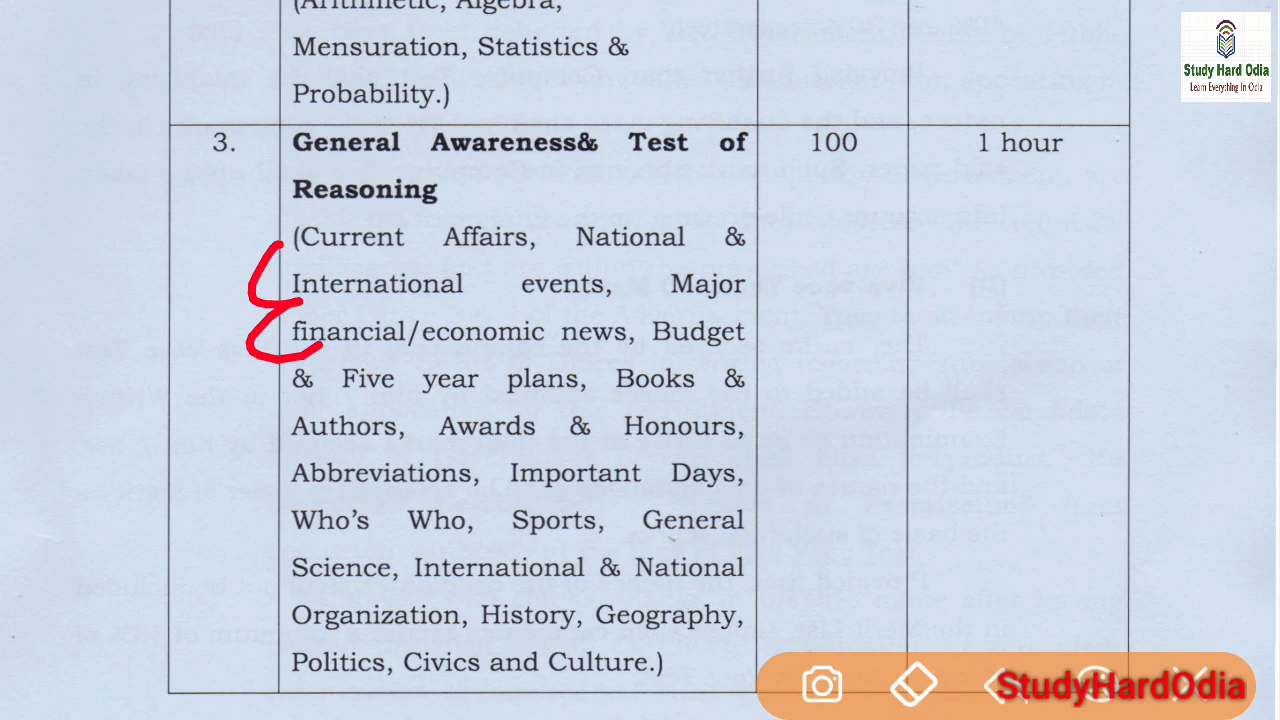 (Arithmetic, Algebra,
Mensuration, Statistics &
Probability.)
3. General Awareness& Test of 100 1 hour
Reasoning
(Current Affairs, National &
International events, Major
financial/economic news, Budget
& Five year plans, Books &
Authors, Awards & Honours,
Abbreviations, Important Days,
Who's Who, Sports, General
Science, International & National
Organization, History, Geography,
Politics, Civics and Culture.)
Study Hard Odia
Learn Everything In Odia
StudyHardOdia